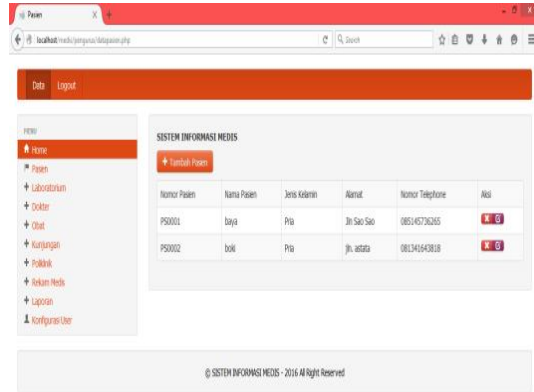 Pasien
localhost/medis/pengurus/datapasien.php
Search
Data Logout
MENU
Home
Pasien
Laboratorium
Dokter
Obat
Kunjungan
Poliklinik
Rekam Medis
Laporan
Konfigurasi User
SISTEM INFORMASI MEDIS
Tambah Pasien
Nomor Pasien Nama Pasien Jenis Kelamin Alamat Nomor Telephone Aksi
PS0001 baya Pria Jln Sao Sao 085145736265
PS0002 boki Pria jln. astata 081341643818
© SISTEM INFORMASI MEDIS - 2016 All Right Reserved